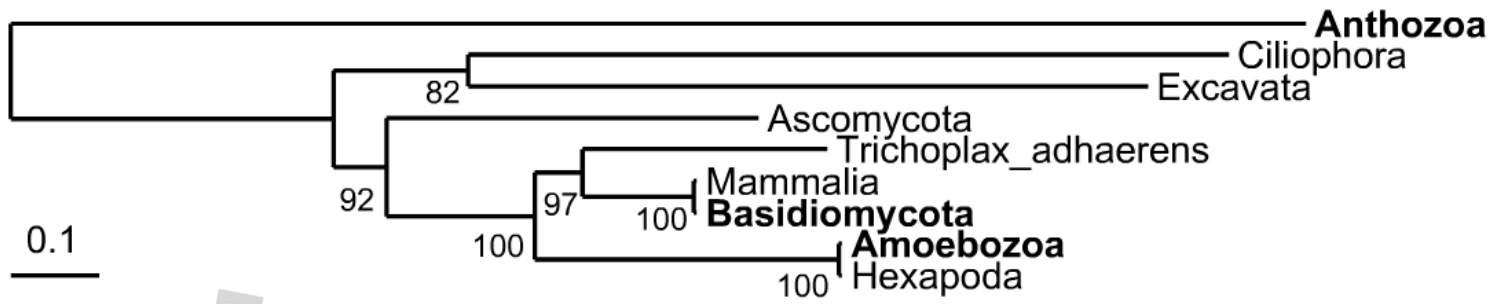 Anthozoa
Ciliophora
82
Excavata
Ascomycota
Trichoplax_adhaerens
Mammalia
92
97
100
Basidiomycota
0.1
100
Amoebozoa
100
Hexapoda